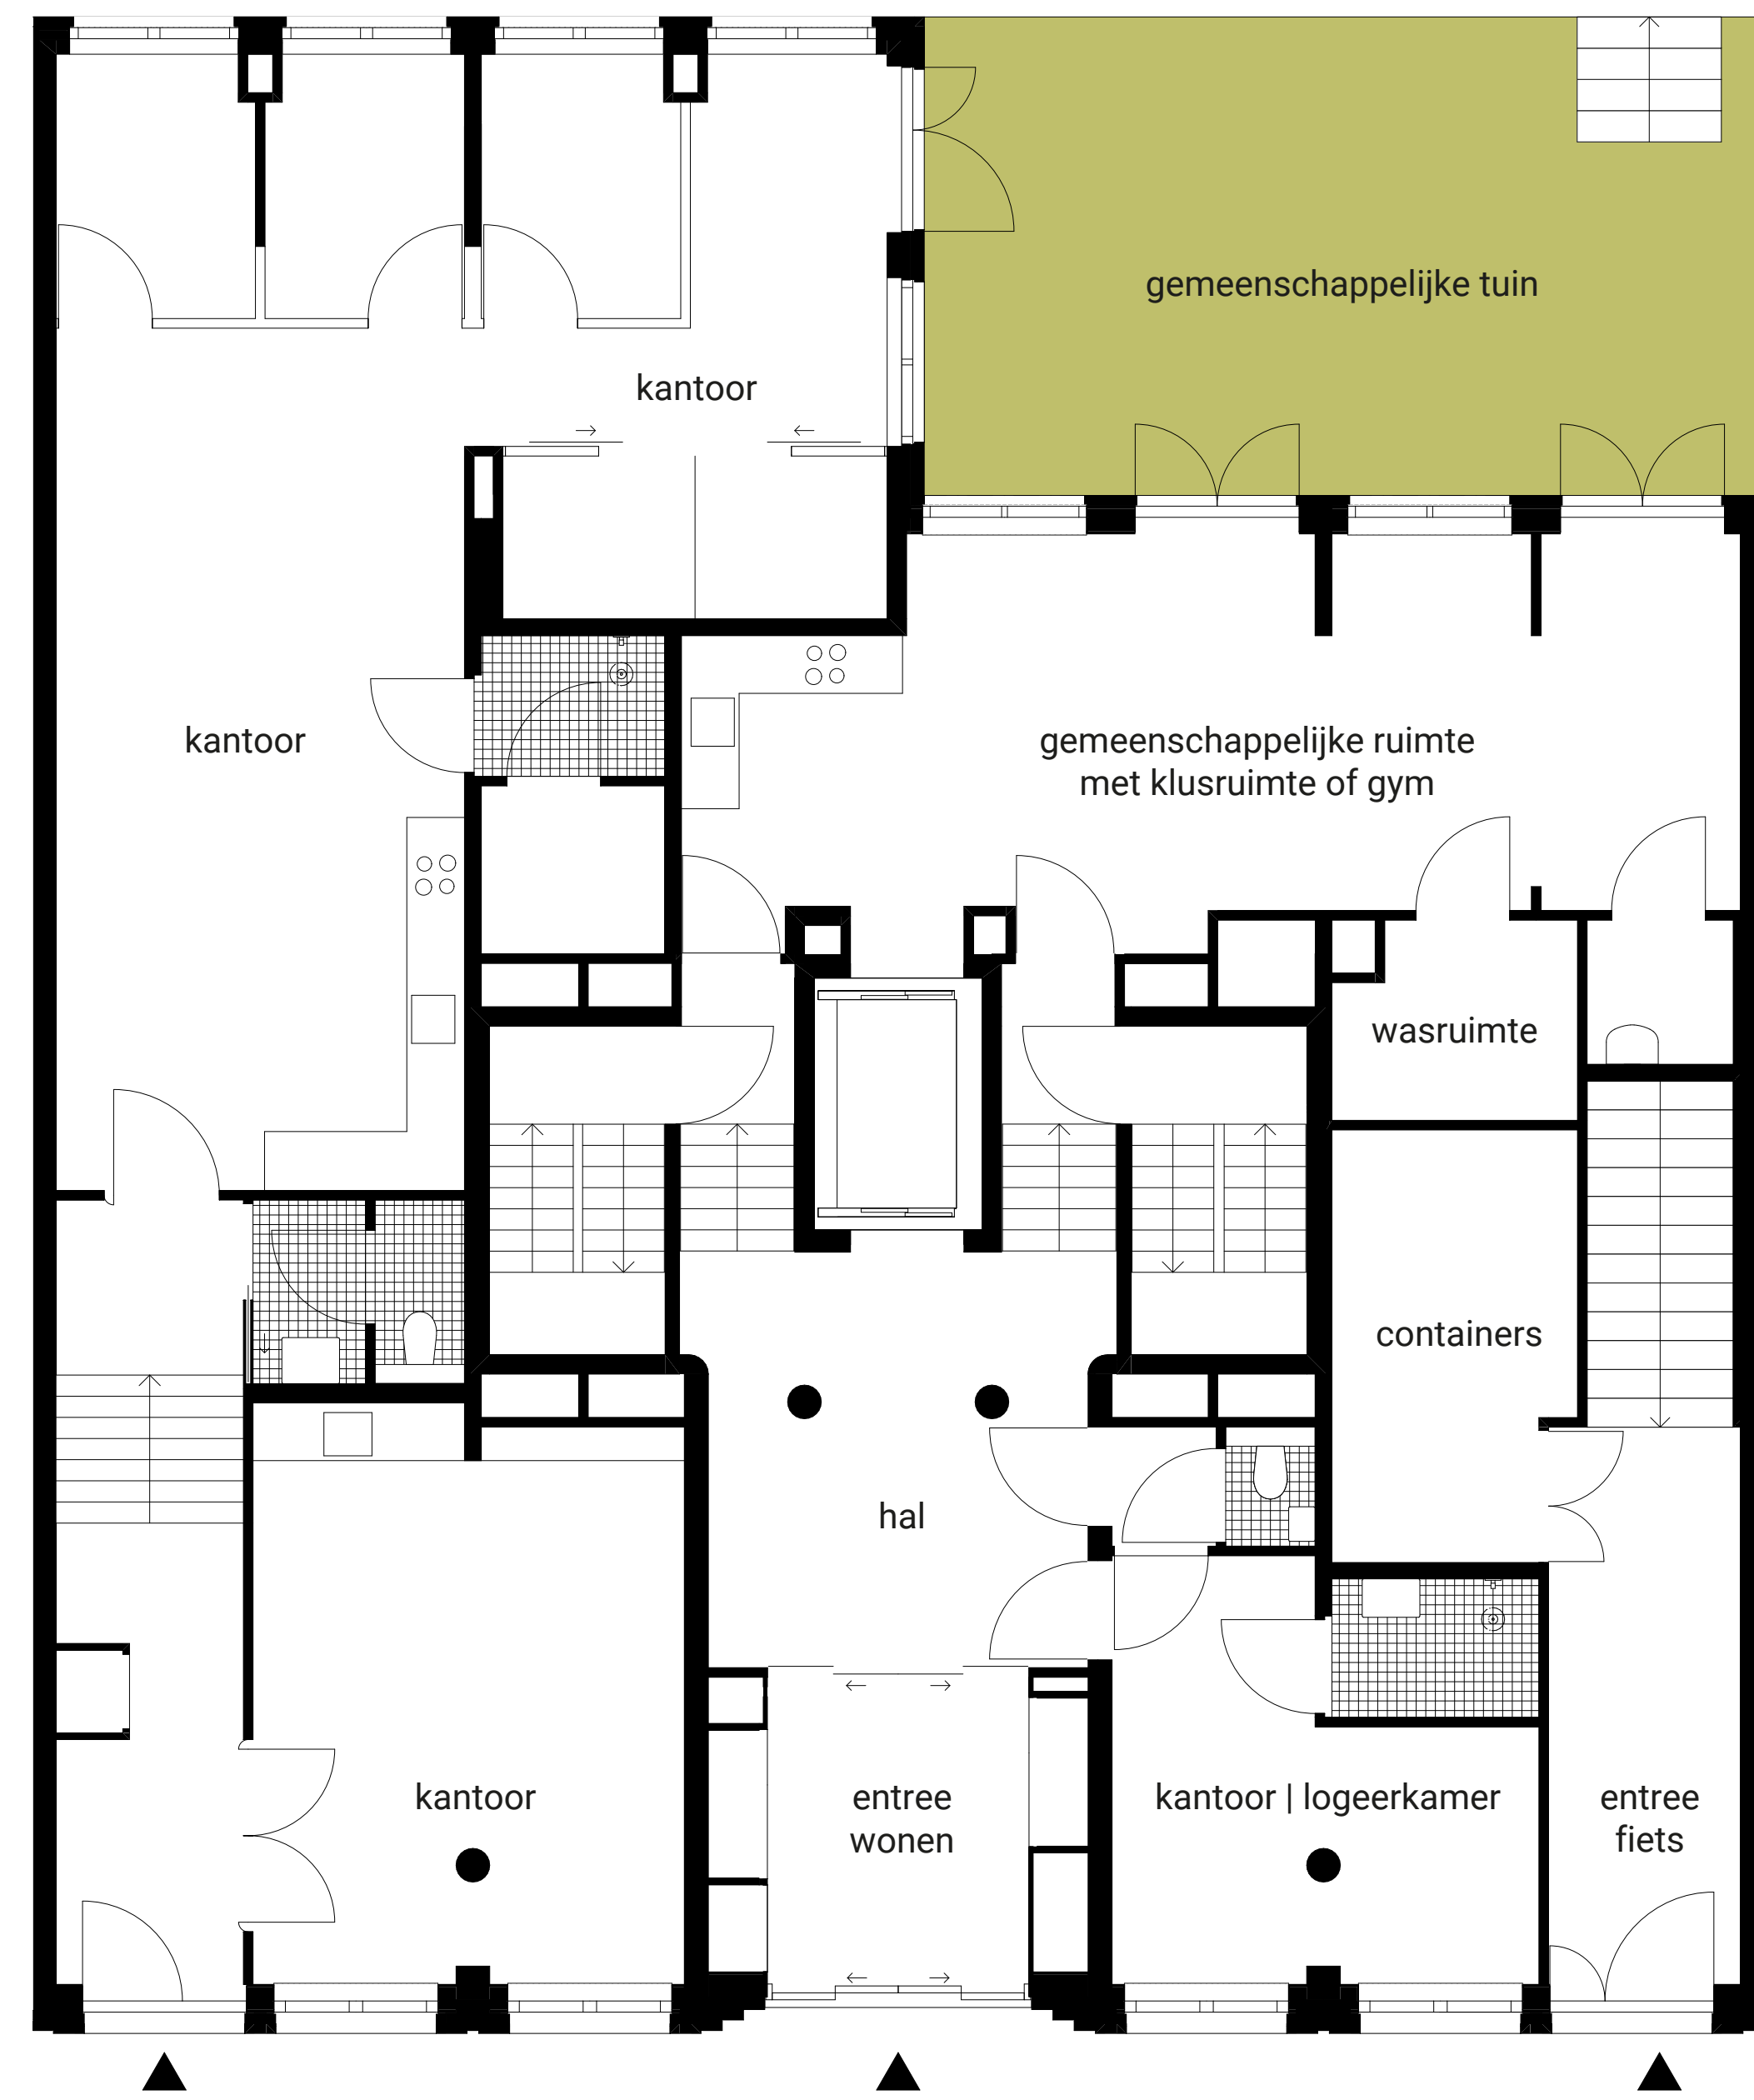 gemeenschappelijke tuin
kantoor
kantoor
gemeenschappelijke ruimte
met klusruimte of gym
wasruimte
containers
hal
kantoor
entree
wonen
kantoor | logeerkamer
entree
fiets